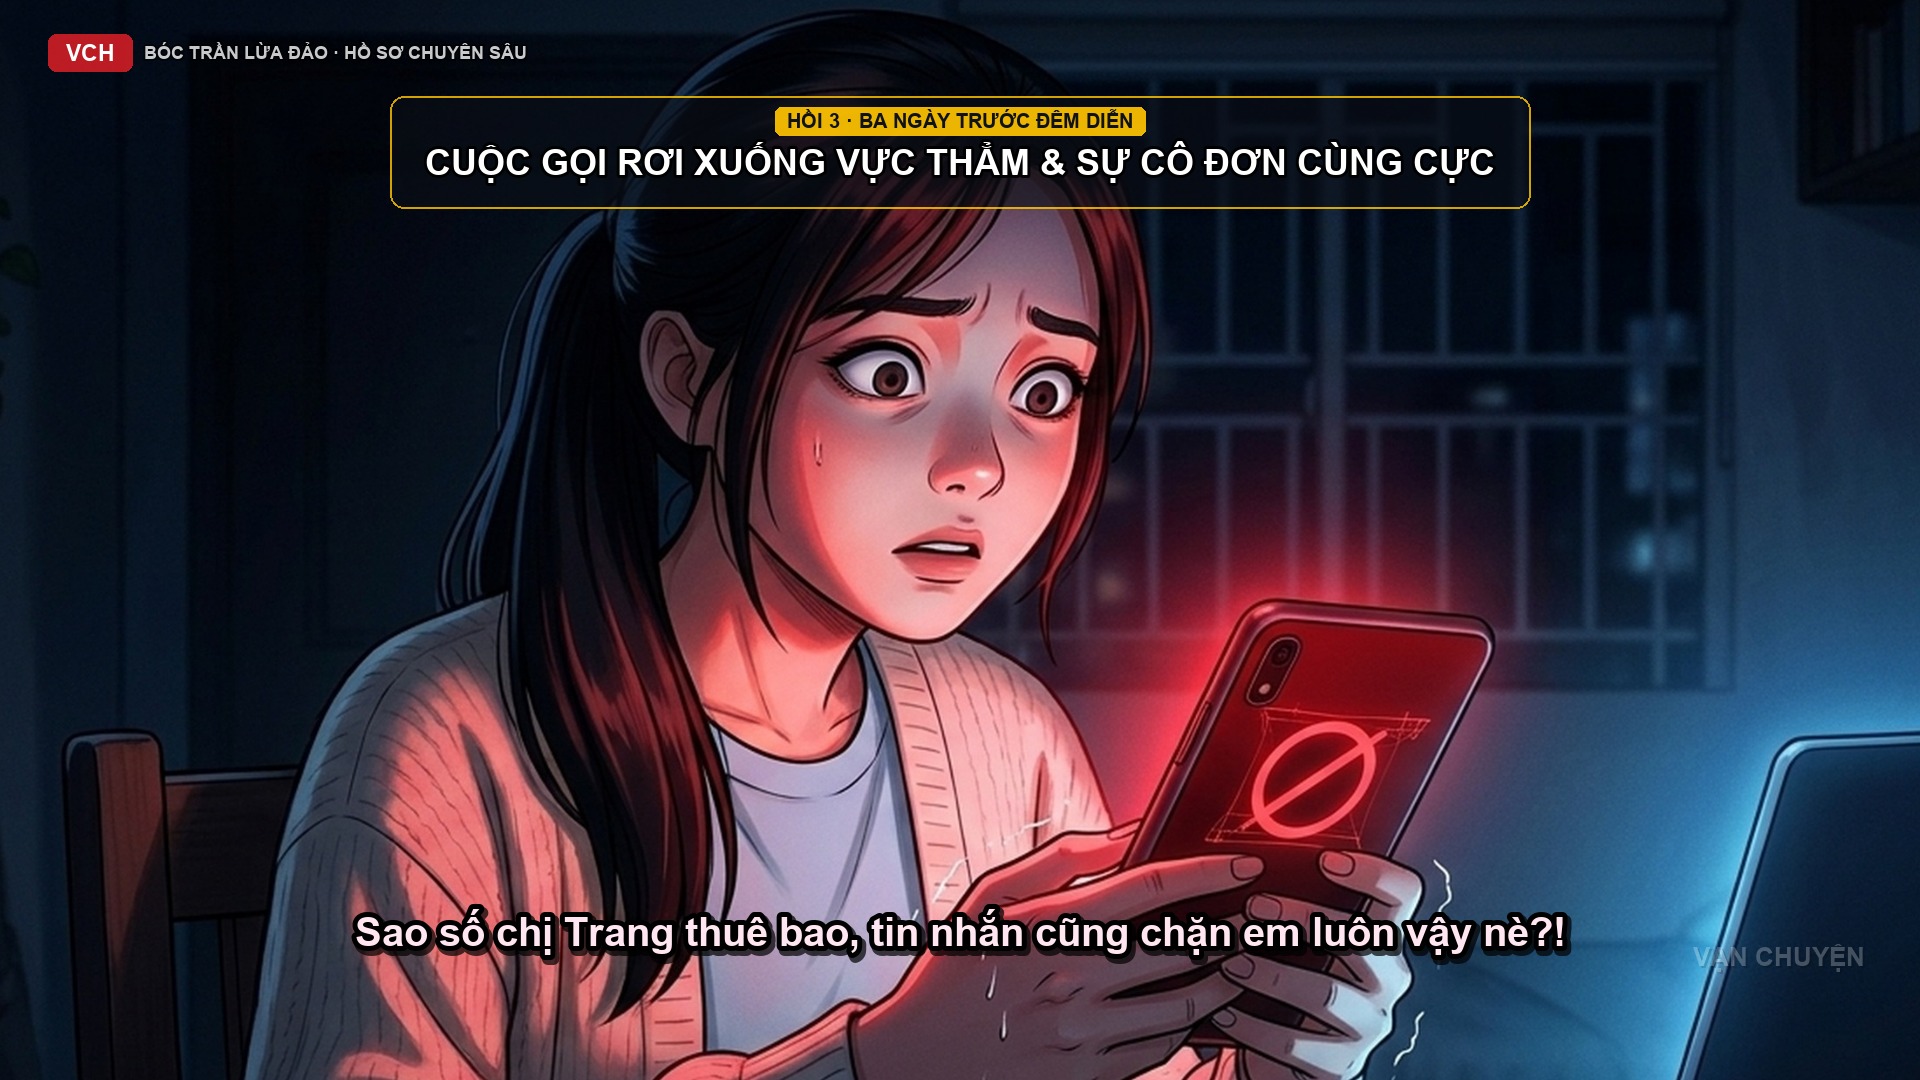 VCH
BÓC TRẦN LỪA ĐẢO · HỒ SƠ CHUYÊN SÂU
HỒI 3 · BA NGÀY TRƯỚC ĐÊM DIỄN
CUỘC GỌI RƠI XUỐNG VỰC THẲM & SỰ CÔ ĐƠN CÙNG CỰC
Sao số chị Trang thuê bao, tin nhắn cũng chặn em luôn vậy nè?!
VẠN CHUYỆN